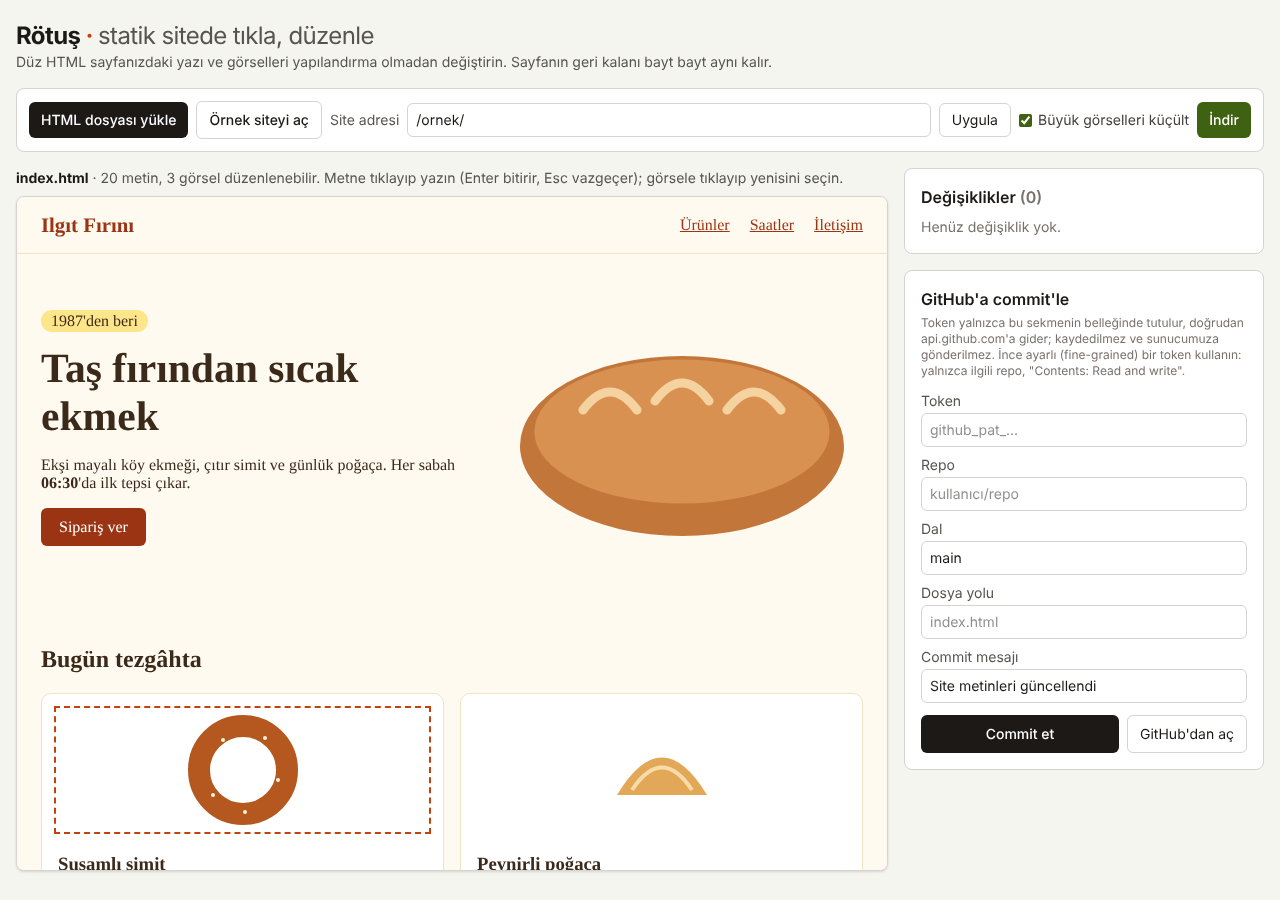 Rötuş · statik sitede tıkla, düzenle
Düz HTML sayfanızdaki yazı ve görselleri yapılandırma olmadan değiştirin. Sayfanın geri kalanı bayt bayt aynı kalır.
HTML dosyası yükle
Örnek siteyi aç
Site adresi
/ornek/
Uygula
Büyük görselleri küçült
İndir
index.html · 20 metin, 3 görsel düzenlenebilir. Metne tıklayıp yazın (Enter bitirir, Esc vazgeçer); görsele tıklayıp yenisini seçin.
Ilgıt Fırını
Ürünler
Saatler
İletişim
1987'den beri
Taş fırından sıcak
ekmek
Ekşi mayalı köy ekmeği, çıtır simit ve günlük poğaça. Her sabah
06:30'da ilk tepsi çıkar.
Sipariş ver
Bugün tezgâhta
Susamlı simit
Peynirli poğaça
Değişiklikler (0)
Henüz değişiklik yok.
GitHub'a commit'le
Token yalnızca bu sekmenin belleğinde tutulur, doğrudan
api.github.com'a gider; kaydedilmez ve sunucumuza
gönderilmez. İnce ayarlı (fine-grained) bir token kullanın:
yalnızca ilgili repo, "Contents: Read and write".
Token
github_pat_...
Repo
kullanıcı/repo
Dal
main
Dosya yolu
index.html
Commit mesajı
Site metinleri güncellendi
Commit et
GitHub'dan aç